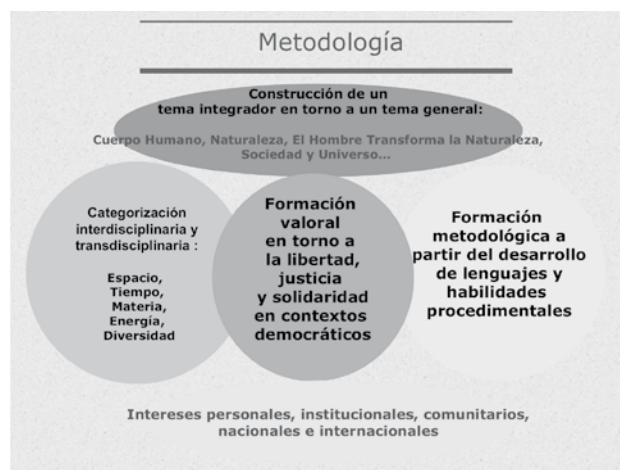 Metodología
Construcción de un
tema integrador en torno a un tema general:
Cuerpo Humano, Naturaleza, El Hombre Transforma la Naturaleza,
Sociedad y Universo...
Categorización
interdisciplinaria y
transdisciplinaria :
Espacio,
Tiempo,
Materia,
Energía,
Diversidad
Formación
valoral
en torno a
la libertad,
justicia
y solidaridad
en contextos
democráticos
Formación
metodológica a
partir del desarrollo
de lenguajes y
habilidades
procedimentales
Intereses personales, institucionales, comunitarios,
nacionales e internacionales